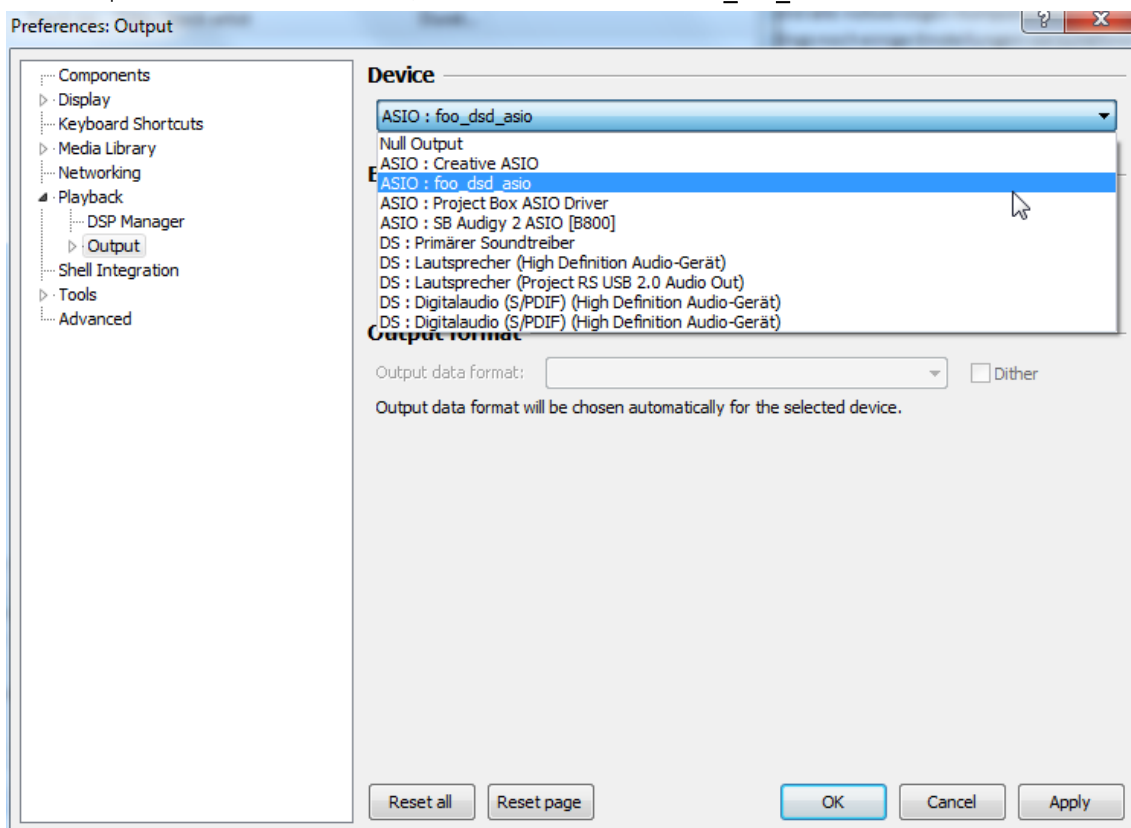 Preferences: Output
Components
Display
Keyboard Shortcuts
Media Library
Networking
Playback
DSP Manager
Output
Shell Integration
Tools
Advanced
Device
ASIO : foo_dsd_asio
Null Output
ASIO : Creative ASIO
ASIO : foo_dsd_asio
ASIO : Project Box ASIO Driver
ASIO : SB Audigy 2 ASIO [B800]
DS : Primärer Soundtreiber
DS : Lautsprecher (High Definition Audio-Gerät)
DS : Lautsprecher (Project RS USB 2.0 Audio Out)
DS : Digitalaudio (S/PDIF) (High Definition Audio-Gerät)
DS : Digitalaudio (S/PDIF) (High Definition Audio-Gerät)
Output format
Output data format:
Dither
Output data format will be chosen automatically for the selected device.
Reset all
Reset page
OK
Cancel
Apply